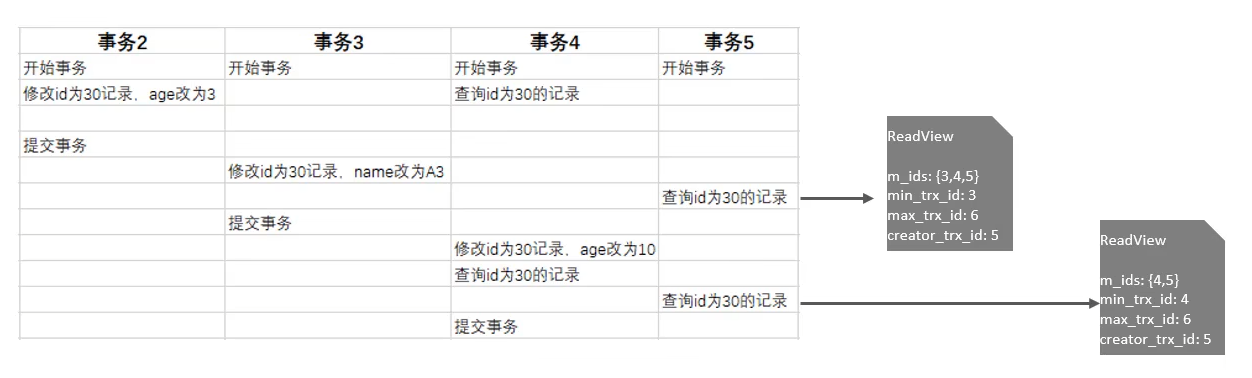 事务2 事务3 事务4 事务5
开始事务 开始事务 开始事务 开始事务
修改id为30记录，age改为3 查询id为30的记录
提交事务
修改id为30记录，name改为A3
查询id为30的记录
提交事务
修改id为30记录，age改为10
查询id为30的记录
查询id为30的记录
提交事务
ReadView
m_ids: {3,4,5}
min_trx_id: 3
max_trx_id: 6
creator_trx_id: 5
ReadView
m_ids: {4,5}
min_trx_id: 4
max_trx_id: 6
creator_trx_id: 5